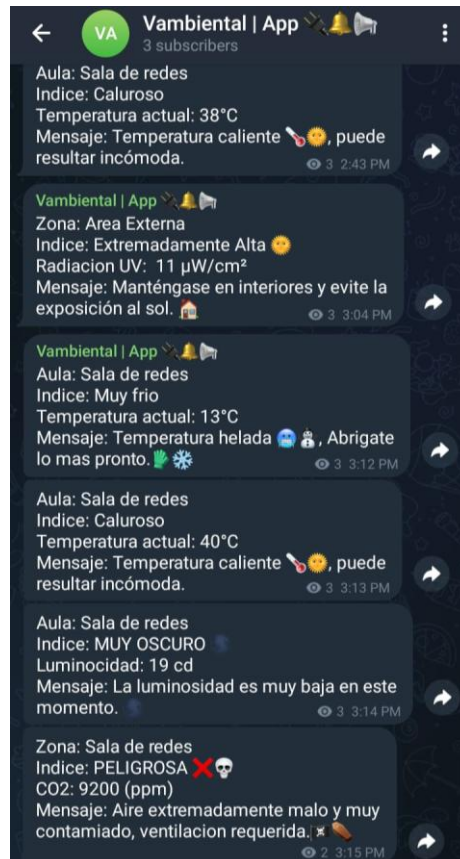 VA
Vambiental | App 🔌🔔📢
3 subscribers
Aula: Sala de redes
Indice: Caluroso
Temperatura actual: 38°C
Mensaje: Temperatura caliente 🌡️🌞, puede
resultar incómoda.
3 2:43 PM
Vambiental | App 🔌🔔📢
Zona: Area Externa
Indice: Extremadamente Alta 🌞
Radiacion UV:  11 µW/cm²
Mensaje: Manténgase en interiores y evite la
exposición al sol. 🏠
3 3:04 PM
Vambiental | App 🔌🔔📢
Aula: Sala de redes
Indice: Muy frio
Temperatura actual: 13°C
Mensaje: Temperatura helada 🥶⛄, Abrigate
lo mas pronto.🧤❄️
3 3:12 PM
Aula: Sala de redes
Indice: Caluroso
Temperatura actual: 40°C
Mensaje: Temperatura caliente 🌡️🌞, puede
resultar incómoda.
3 3:13 PM
Aula: Sala de redes
Indice: MUY OSCURO
Luminocidad: 19 cd
Mensaje: La luminosidad es muy baja en este
momento.
3 3:14 PM
Zona: Sala de redes
Indice: PELIGROSA ❌💀
CO2: 9200 (ppm)
Mensaje: Aire extremadamente malo y muy
contamiado, ventilacion requerida.🏴‍☠️⚰️
2 3:15 PM